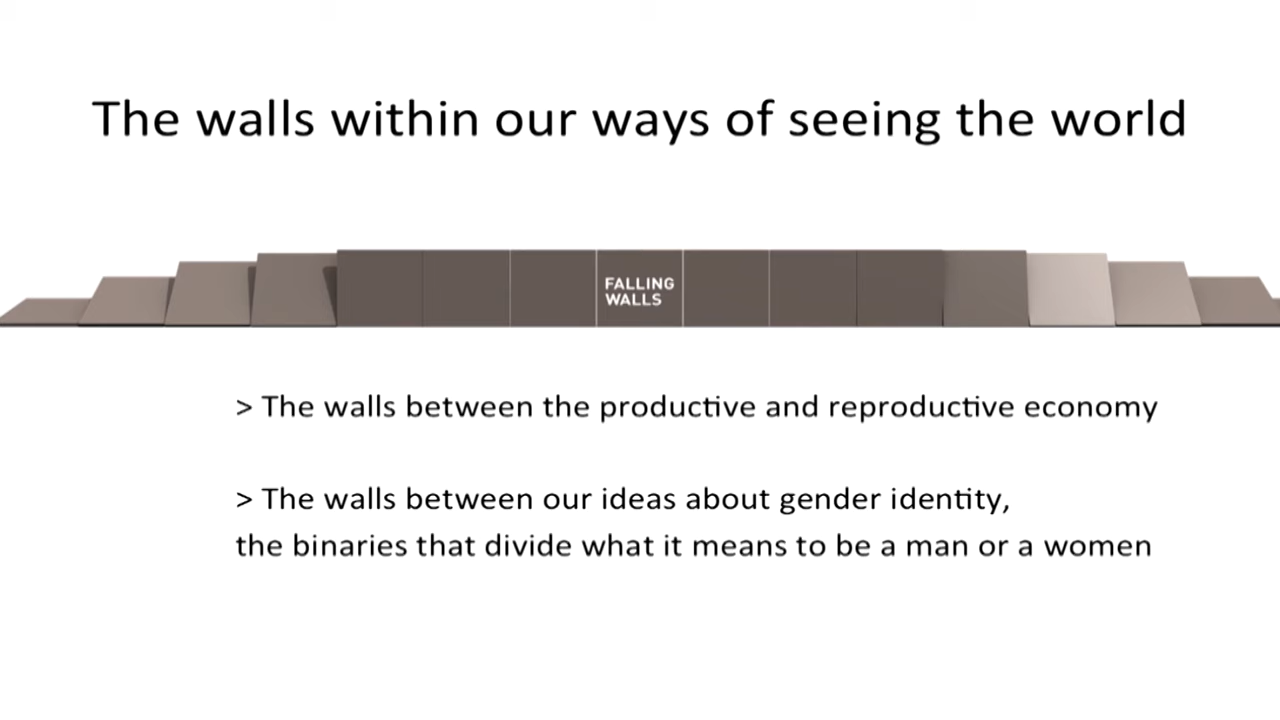 The walls within our ways of seeing the world
FALLING
WALLS
> The walls between the productive and reproductive economy
> The walls between our ideas about gender identity,
the binaries that divide what it means to be a man or a women